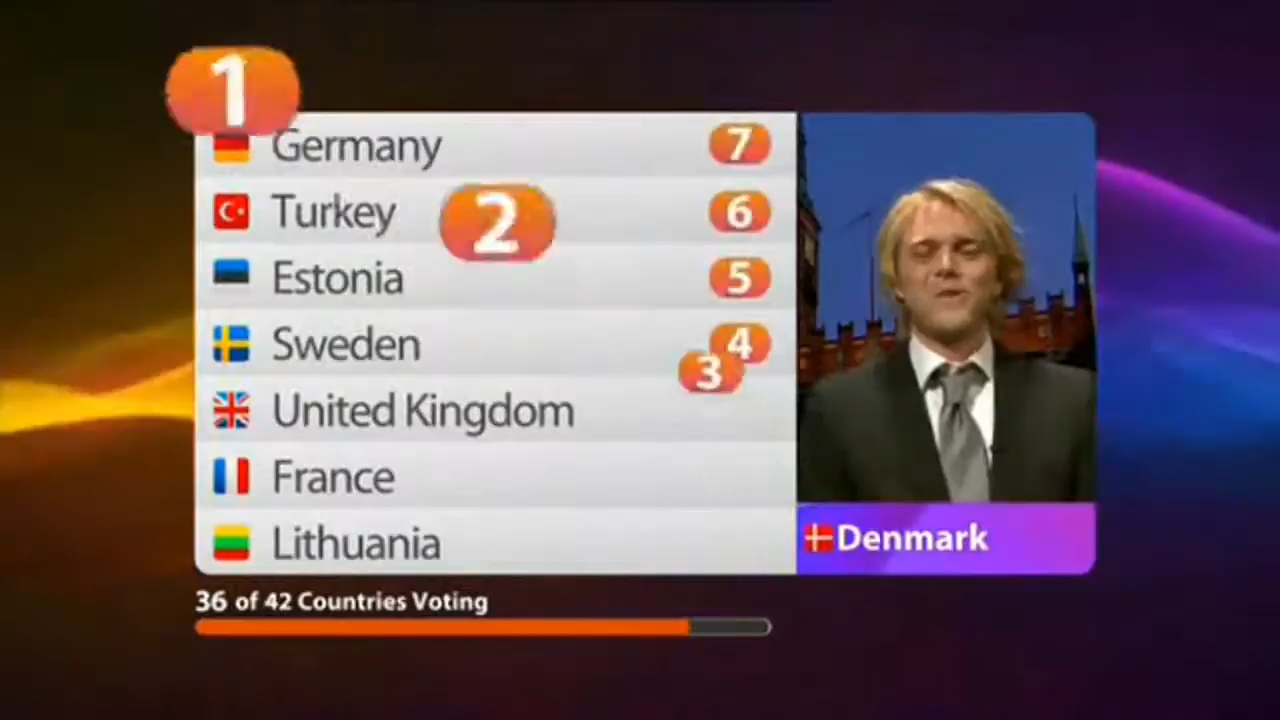 1
Germany 7
Turkey 2 6
Estonia 5
Sweden 4
3
United Kingdom
France
Lithuania
Denmark
36 of 42 Countries Voting